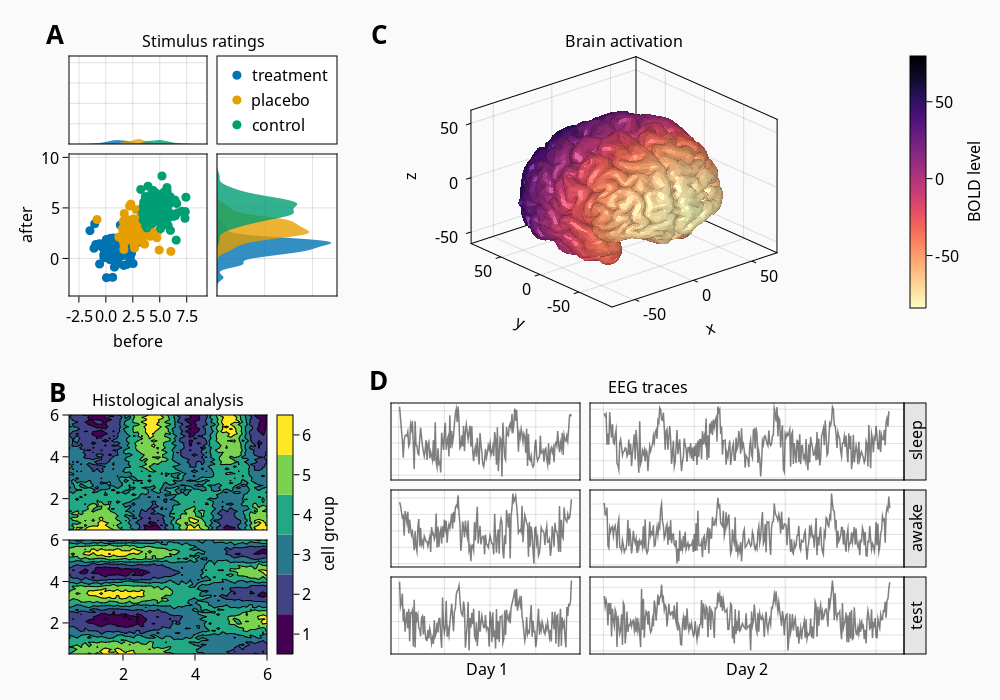 A
Stimulus ratings
treatment
placebo
control
10
5
0
after
-2.5 0.0 2.5 5.0 7.5
before
C
Brain activation
50
0
-50
z
50
0
-50
y
-50
0
50
x
50
0
-50
BOLD level
B
Histological analysis
6
4
2
6
4
2
2 4 6
6
5
4
3
2
1
cell group
D
EEG traces
sleep
awake
test
Day 1 Day 2